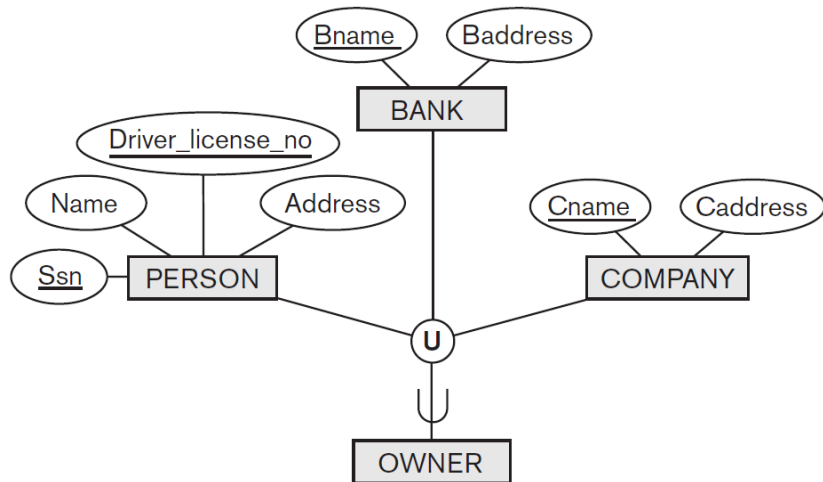 Bname Baddress
BANK
Driver_license_no
Name Address
Cname Caddress
Ssn PERSON COMPANY
U
OWNER